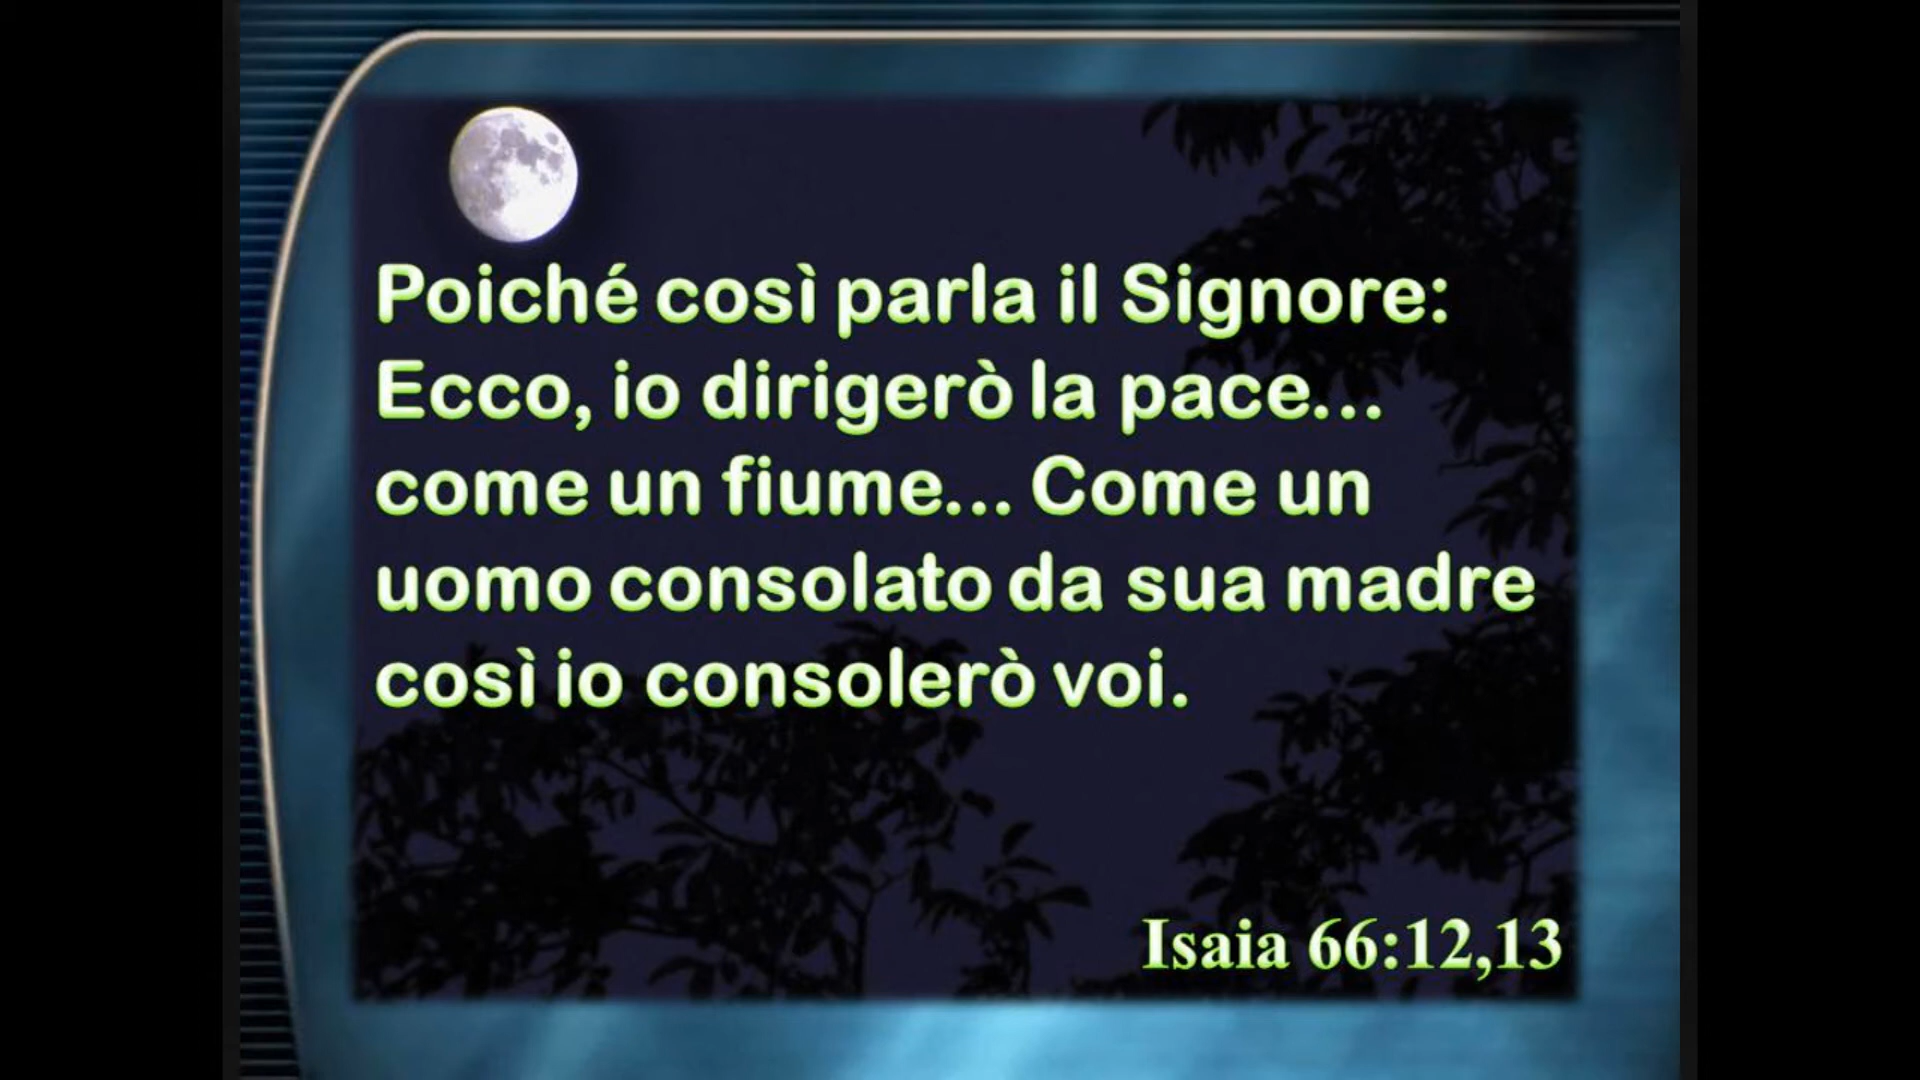 Poiché così parla il Signore:
Ecco, io dirigerò la pace...
come un fiume... Come un
uomo consolato da sua madre
così io consolerò voi.
Isaia 66:12,13